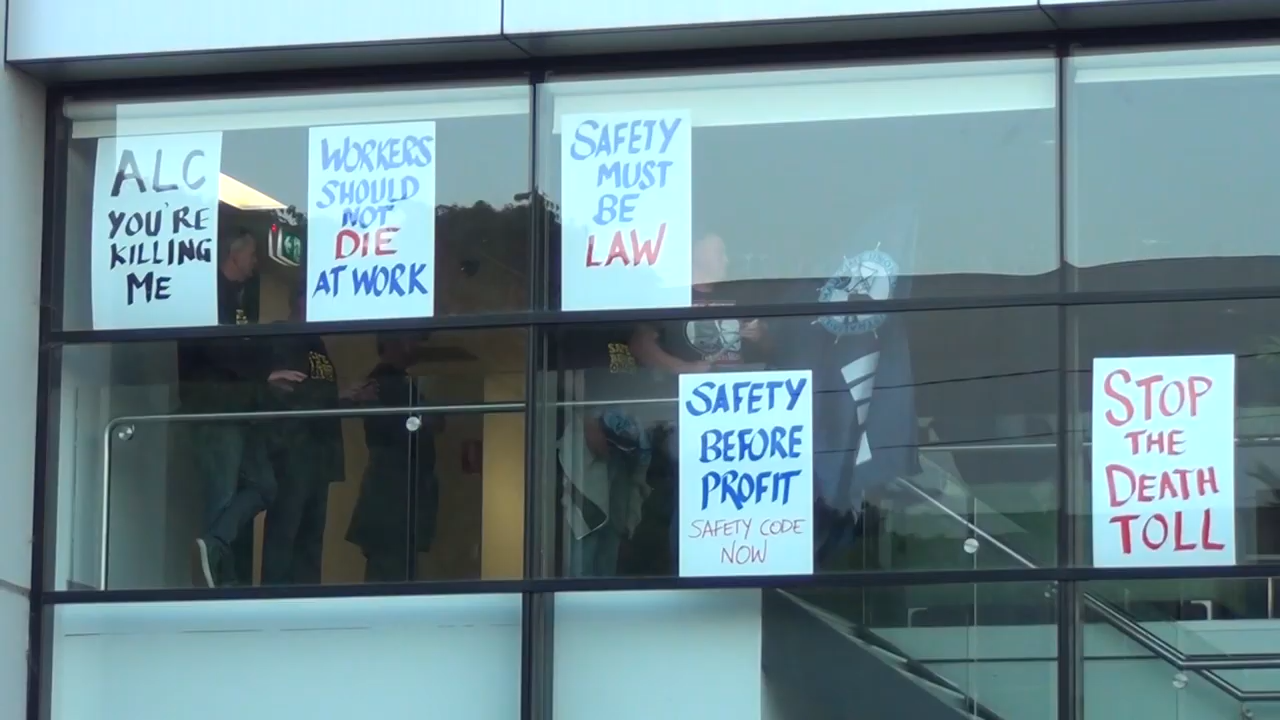 ALC
YOU'RE
KILLING
ME
WORKERS
SHOULD
NOT
DIE
AT WORK
SAFETY
MUST
BE
LAW
SAFETY
BEFORE
PROFIT
SAFETY CODE
NOW
STOP
THE
DEATH
TOLL